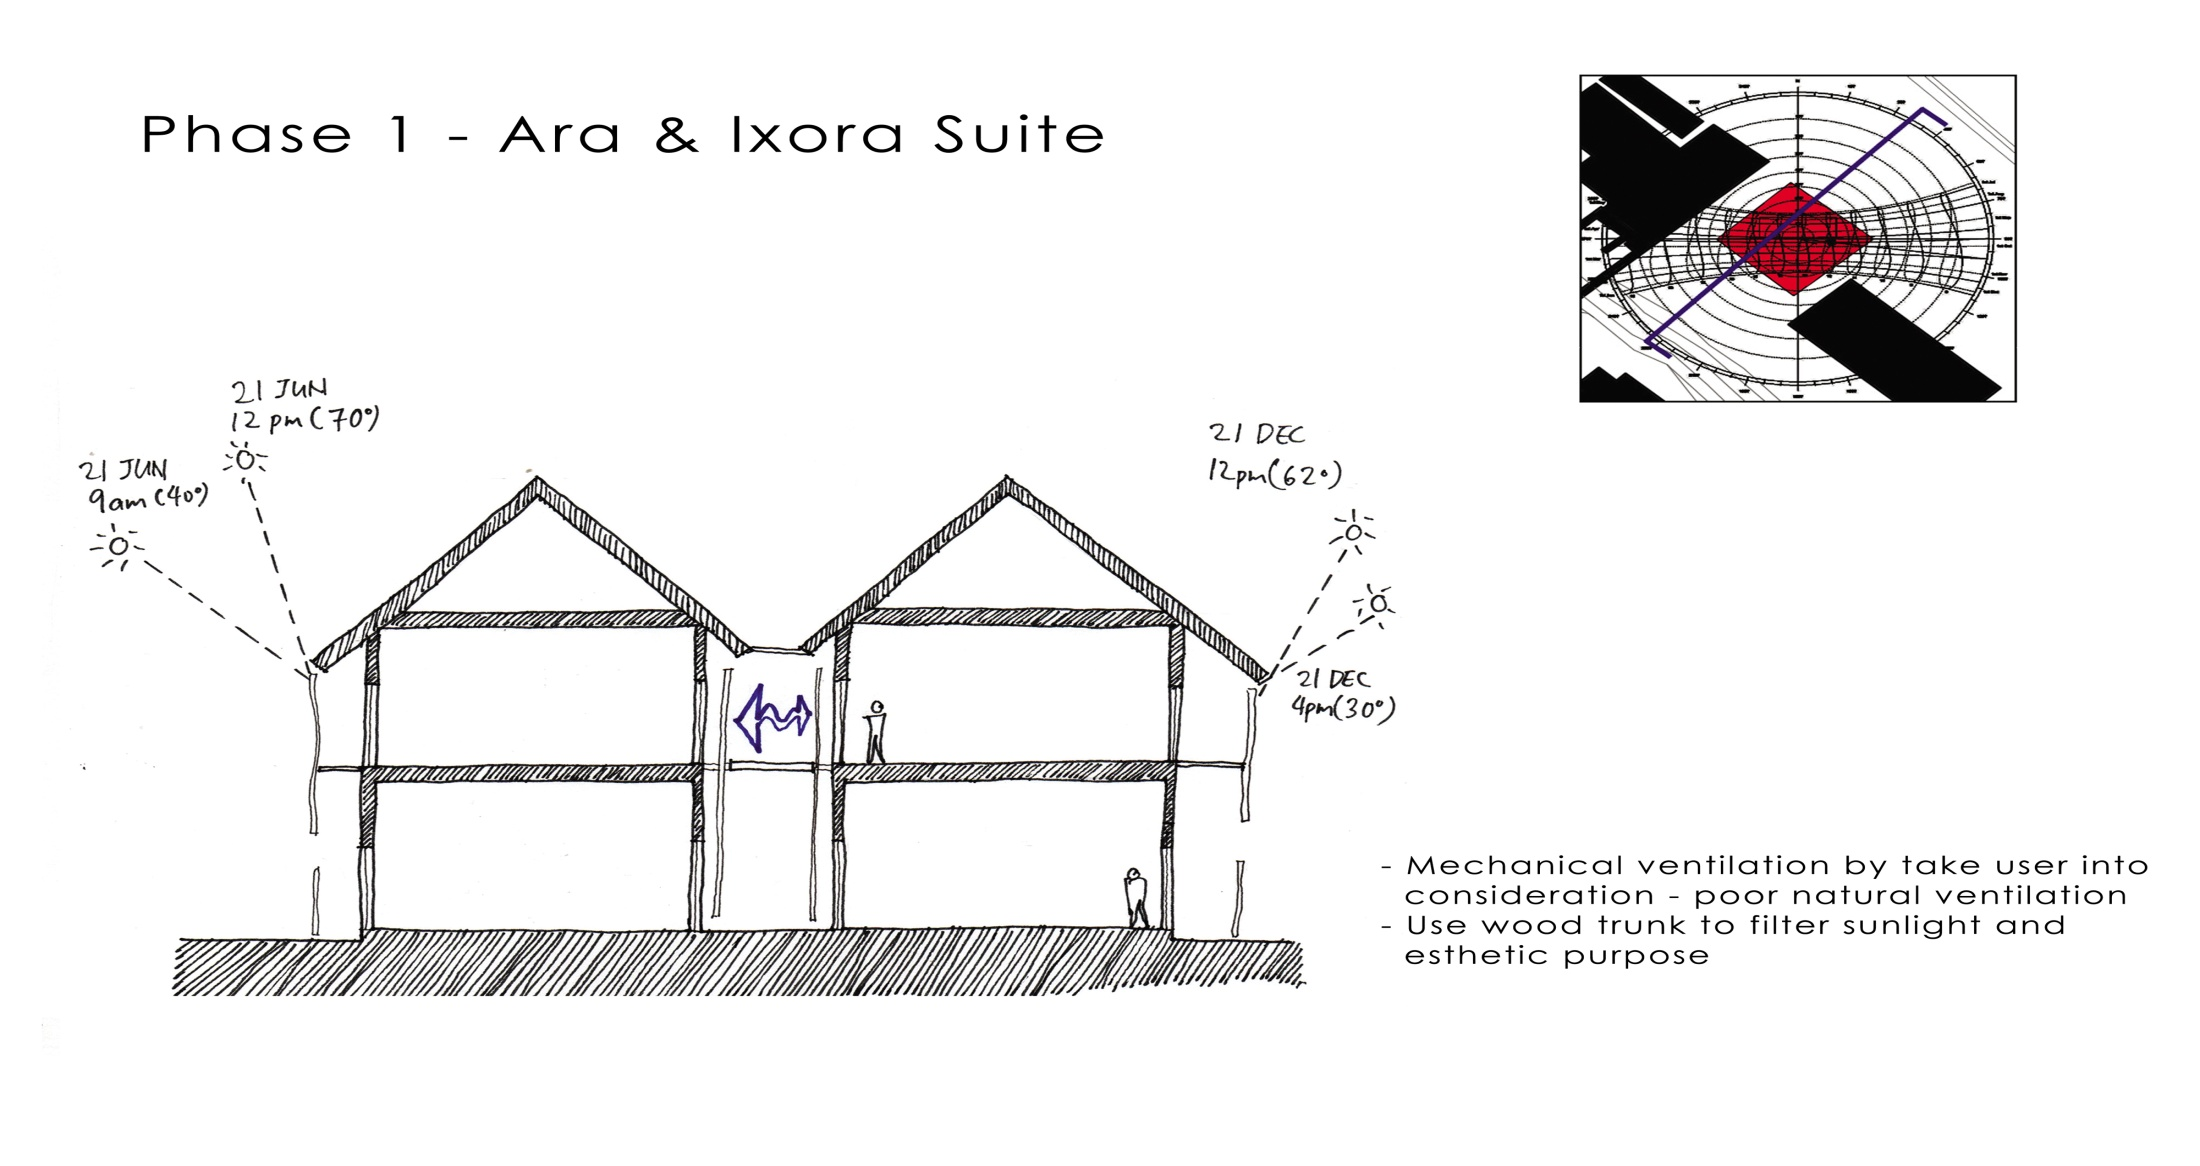 Phase 1 - Ara & Ixora Suite
21 JUN
12 pm (70°)
21 JUN
9am (40°)
21 DEC
12pm (62°)
21 DEC
4pm (30°)
- Mechanical ventilation by take user into
consideration - poor natural ventilation
- Use wood trunk to filter sunlight and
esthetic purpose